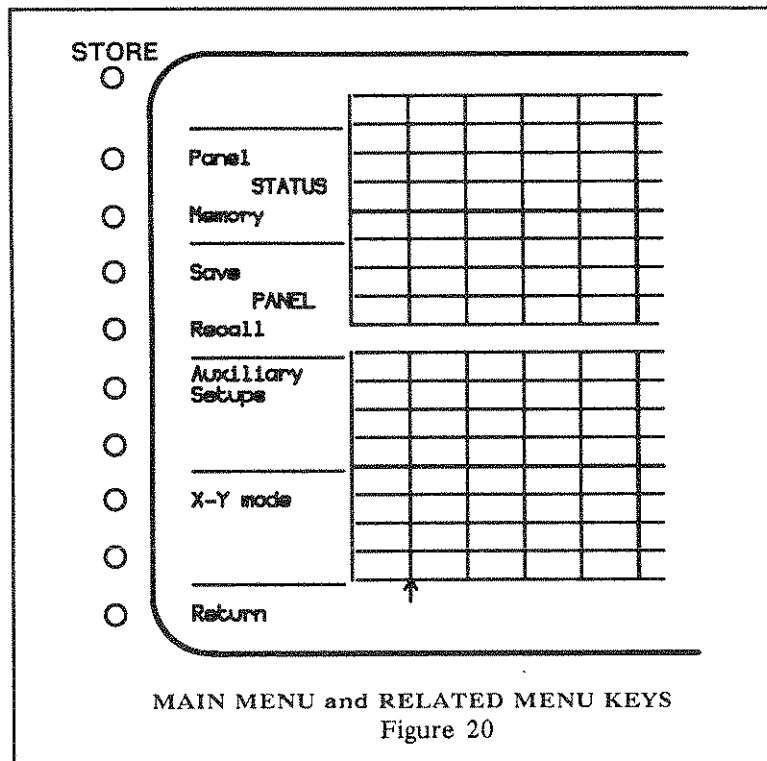 STORE
Panel
STATUS
Memory
Save
PANEL
Recall
Auxiliary
Setups
X-Y mode
Return
MAIN MENU and RELATED MENU KEYS
Figure 20